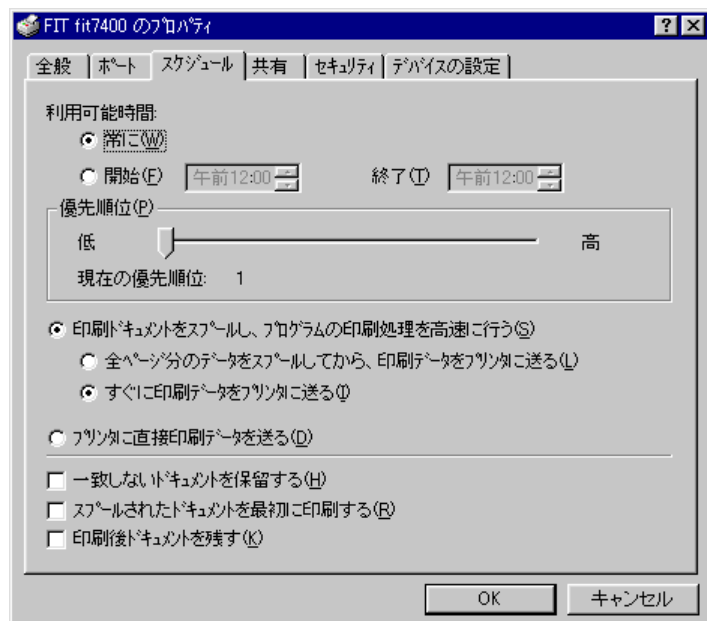 FIT fit7400 のﾌﾟﾛﾊﾟﾃｨ
全般 ﾎﾟｰﾄ ｽｹｼﾞｭｰﾙ 共有 ｾｷｭﾘﾃｨ ﾃﾞﾊﾞｲｽの設定
利用可能時間:
常に(W)
開始(F) 午前12:00 終了(T) 午前12:00
優先順位(P)
低 高
現在の優先順位: 1
印刷ﾄﾞｷｭﾒﾝﾄをｽﾌﾟｰﾙし、ﾌﾟﾛｸﾞﾗﾑの印刷処理を高速に行う(S)
全ﾍﾟｰｼﾞ分のﾃﾞｰﾀをｽﾌﾟｰﾙしてから、印刷ﾃﾞｰﾀをﾌﾟﾘﾝﾀに送る(L)
すぐに印刷ﾃﾞｰﾀをﾌﾟﾘﾝﾀに送る(I)
ﾌﾟﾘﾝﾀに直接印刷ﾃﾞｰﾀを送る(D)
一致しないﾄﾞｷｭﾒﾝﾄを保留する(H)
ｽﾌﾟｰﾙされたﾄﾞｷｭﾒﾝﾄを最初に印刷する(R)
印刷後ﾄﾞｷｭﾒﾝﾄを残す(K)
OK キャンセル